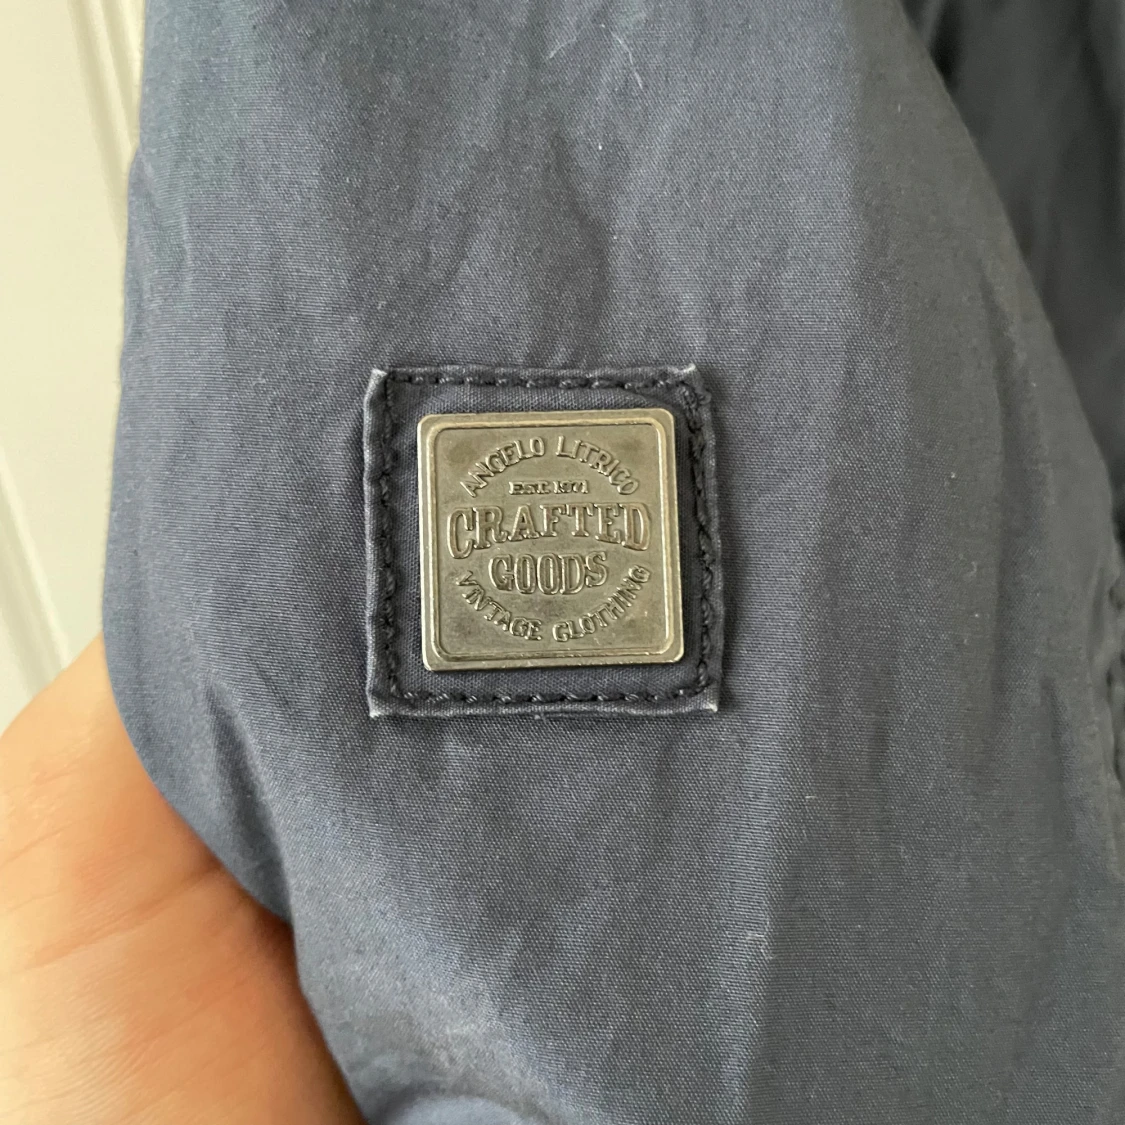 ANGELO LITRICO
EST. 1971
CRAFTED
GOODS
VINTAGE CLOTHING